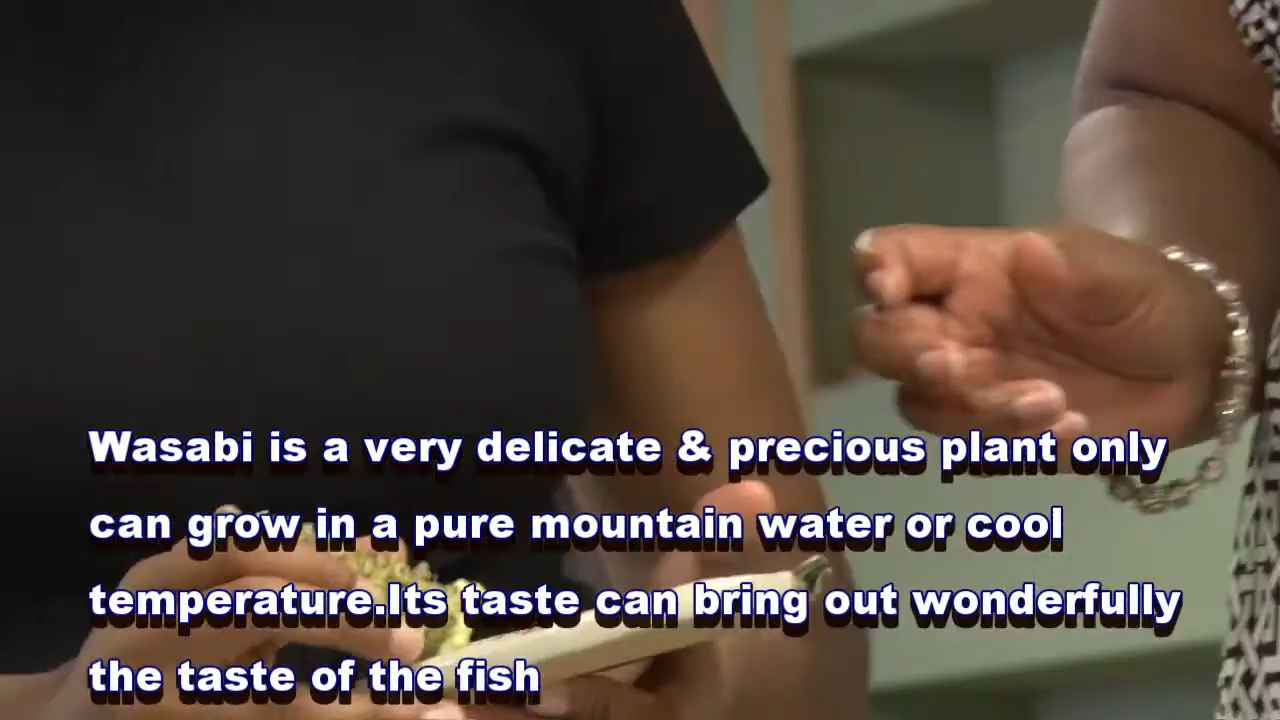 Wasabi is a very delicate & precious plant only
can grow in a pure mountain water or cool
temperature.Its taste can bring out wonderfully
the taste of the fish